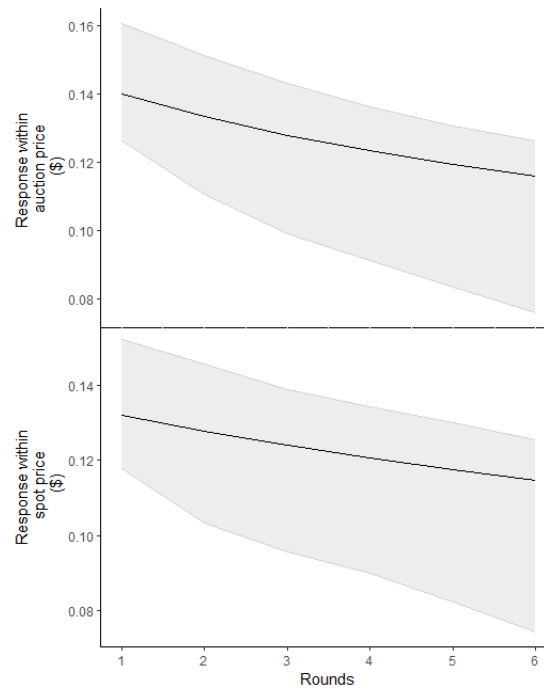 Response within
auction price
($)
0.16
0.14
0.12
0.10
0.08
Response within
spot price
($)
0.14
0.12
0.10
0.08
1 2 3 4 5 6
Rounds